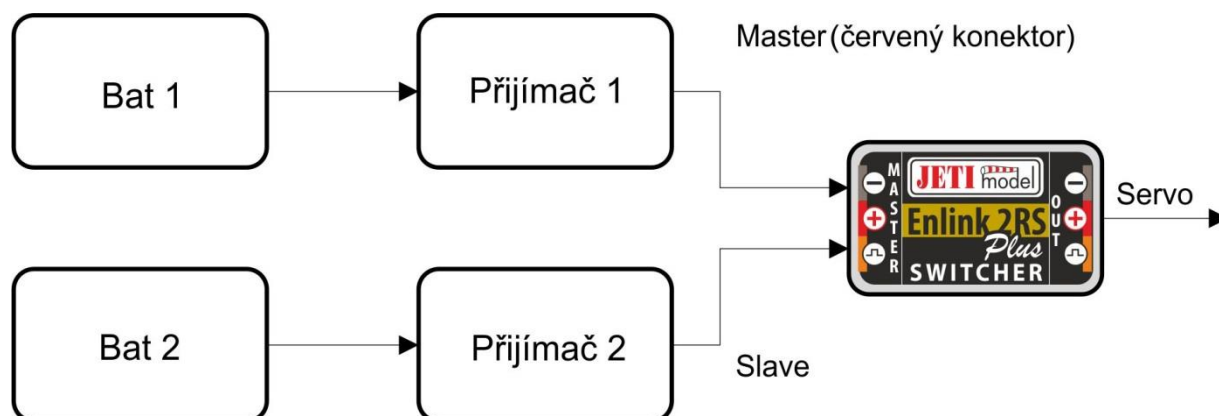 Master (červený konektor)
Bat 1
Přijímač 1
MASTER
JETI model
OUT
Servo
Enlink 2RS
Plus
SWITCHER
Bat 2
Přijímač 2
Slave